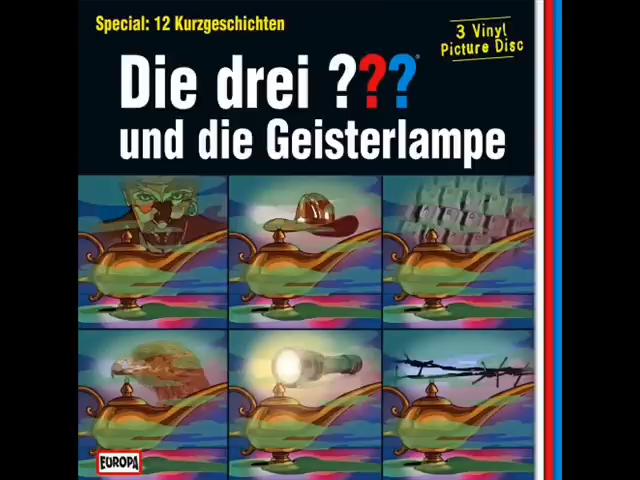 Special: 12 Kurzgeschichten
3 Vinyl
Picture Disc
Die drei ???®
und die Geisterlampe
EUROPA